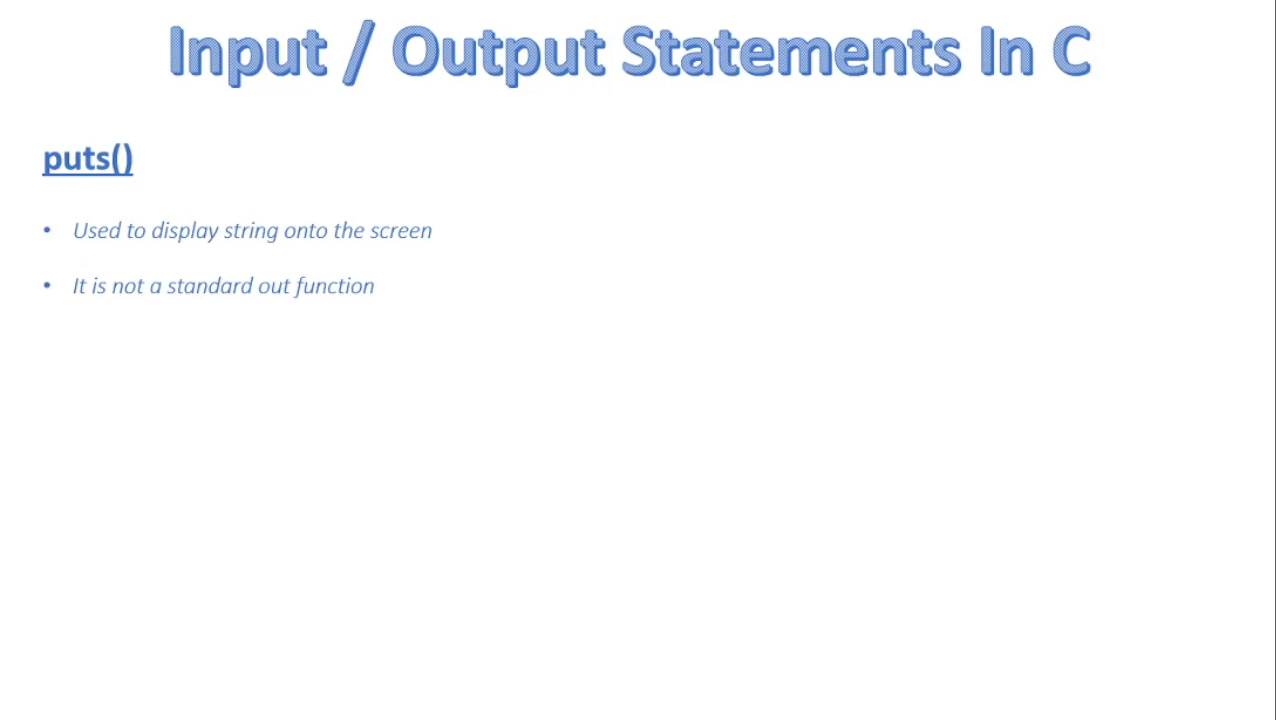 Input / Output Statements In C
puts()
• Used to display string onto the screen
• It is not a standard out function